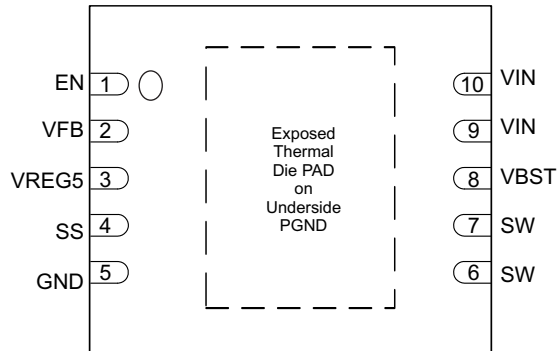 EN 1
VFB 2
VREG5 3
SS 4
GND 5
Exposed
Thermal
Die PAD
on
Underside
PGND
10 VIN
9 VIN
8 VBST
7 SW
6 SW